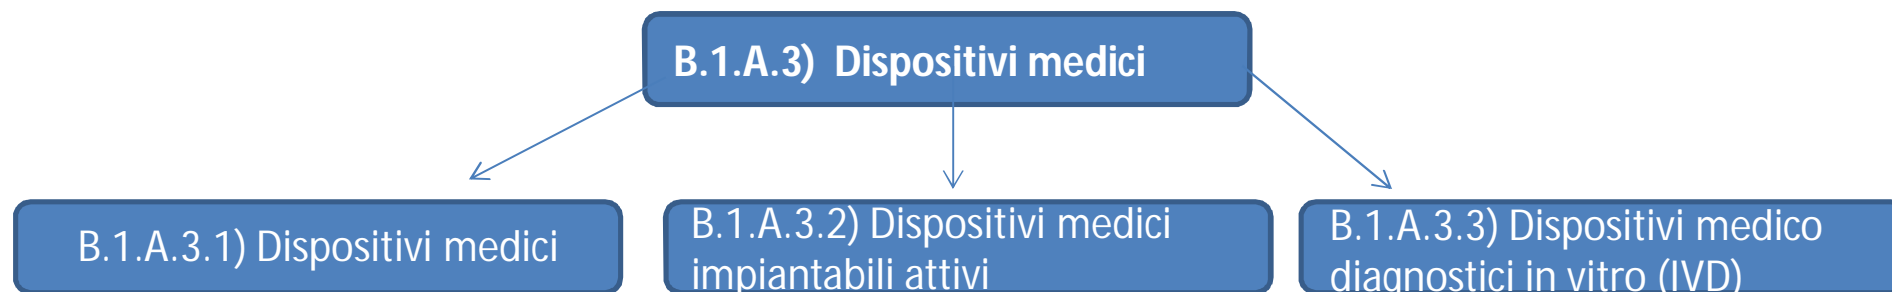 B.1.A.3) Dispositivi medici
B.1.A.3.1) Dispositivi medici
B.1.A.3.2) Dispositivi medici
impiantabili attivi
B.1.A.3.3) Dispositivi medico
diagnostici in vitro (IVD)